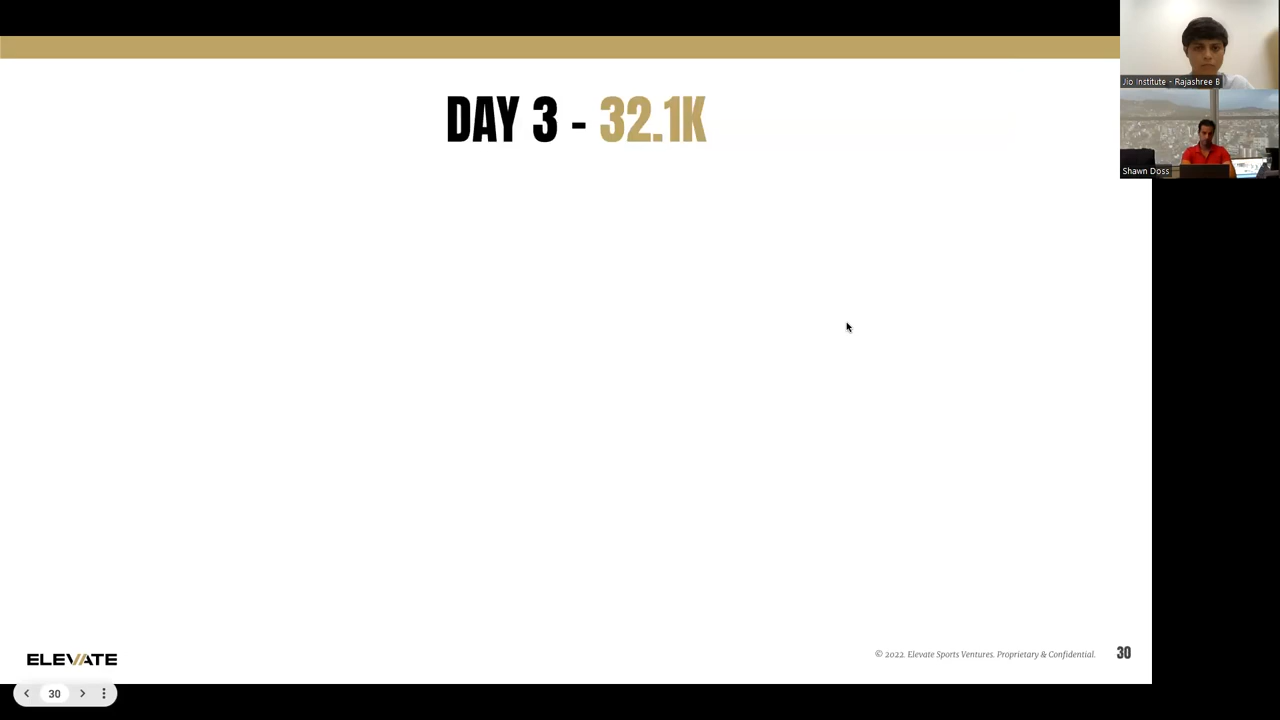 DAY 3 - 32.1K
Jio Institute - Rajashree B
Shawn Doss
ELEVATE
© 2022. Elevate Sports Ventures. Proprietary & Confidential.
30
30